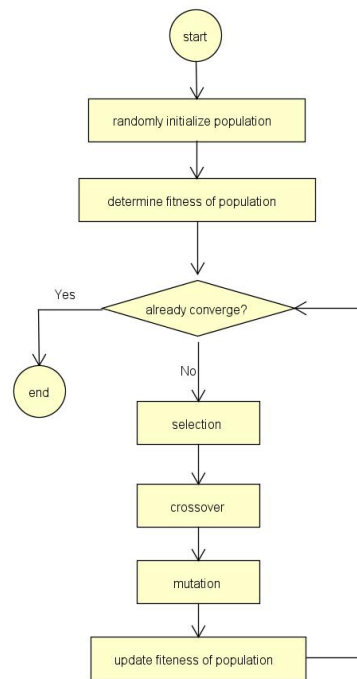 start
randomly initialize population
determine fitness of population
already converge?
Yes
end
No
selection
crossover
mutation
update fiteness of population